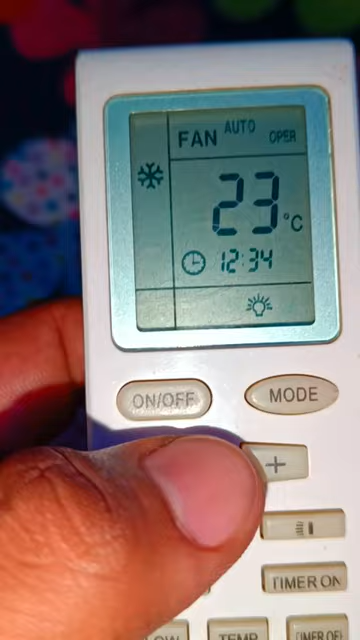 FAN AUTO OPER
23 °C
12:34
ON/OFF MODE
+
TIMER ON
TEMP